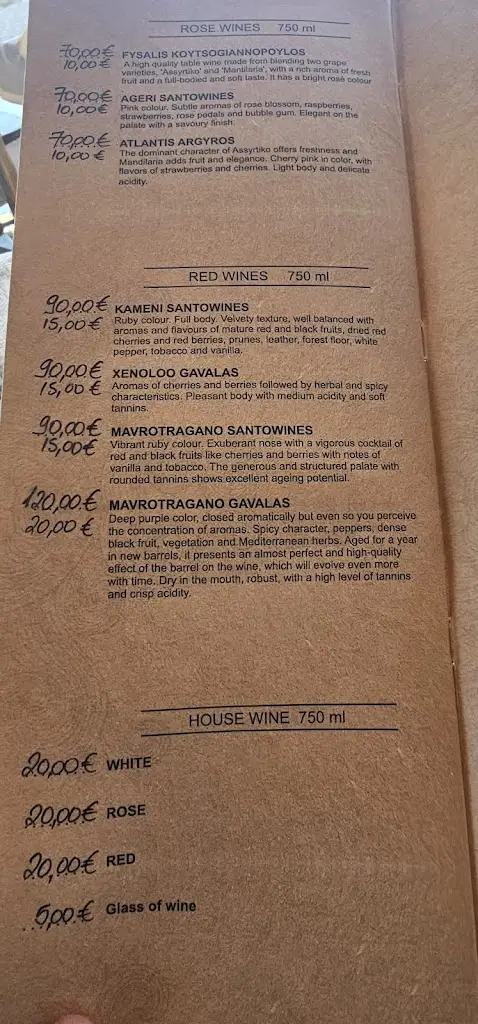 ROSE WINES 750 ml
70,00€ FYSALIS KOYTSOGIANNOPOYLOS
10,00€ A high quality table wine made from blending two grape
varieties, 'Assyrtiko' and 'Mantilaria', with a rich aroma of fresh
fruit and a full-bodied and soft taste. It has a bright rosè colour
70,00€ AGERI SANTOWINES
10,00€ Pink colour. Subtle aromas of rose blossom, raspberries,
strawberries, rose pedals and bubble gum. Elegant on the
palate with a savoury finish.
70,00€ ATLANTIS ARGYROS
10,00€ The dominant character of Assyrtiko offers freshness and
Mandilaria adds fruit and elegance. Cherry pink in color, with
flavors of strawberries and cherries. Light body and delicate
acidity.
RED WINES 750 ml
90,00€ KAMENI SANTOWINES
15,00€ Ruby colour. Full body. Velvety texture, well balanced with
aromas and flavours of mature red and black fruits, dried red
cherries and red berries, prunes, leather, forest floor, white
pepper, tobacco and vanilla.
90,00€ XENOLOO GAVALAS
15,00€ Aromas of cherries and berries followed by herbal and spicy
characteristics. Pleasant body with medium acidity and soft
tannins.
90,00€ MAVROTRAGANO SANTOWINES
15,00€ Vibrant ruby colour. Exuberant nose with a vigorous cocktail of
red and black fruits like cherries and berries with notes of
vanilla and tobacco. The generous and structured palate with
rounded tannins shows excellent ageing potential.
120,00€ MAVROTRAGANO GAVALAS
20,00€ Deep purple color, closed aromatically but even so you perceive
the concentration of aromas. Spicy character, peppers, dense
black fruit, vegetation and Mediterranean herbs. Aged for a year
in new barrels, it presents an almost perfect and high-quality
effect of the barrel on the wine, which will evolve even more
with time. Dry in the mouth, robust, with a high level of tannins
and crisp acidity.
HOUSE WINE 750 ml
20,00€ WHITE
20,00€ ROSE
20,00€ RED
5,00€ Glass of wine